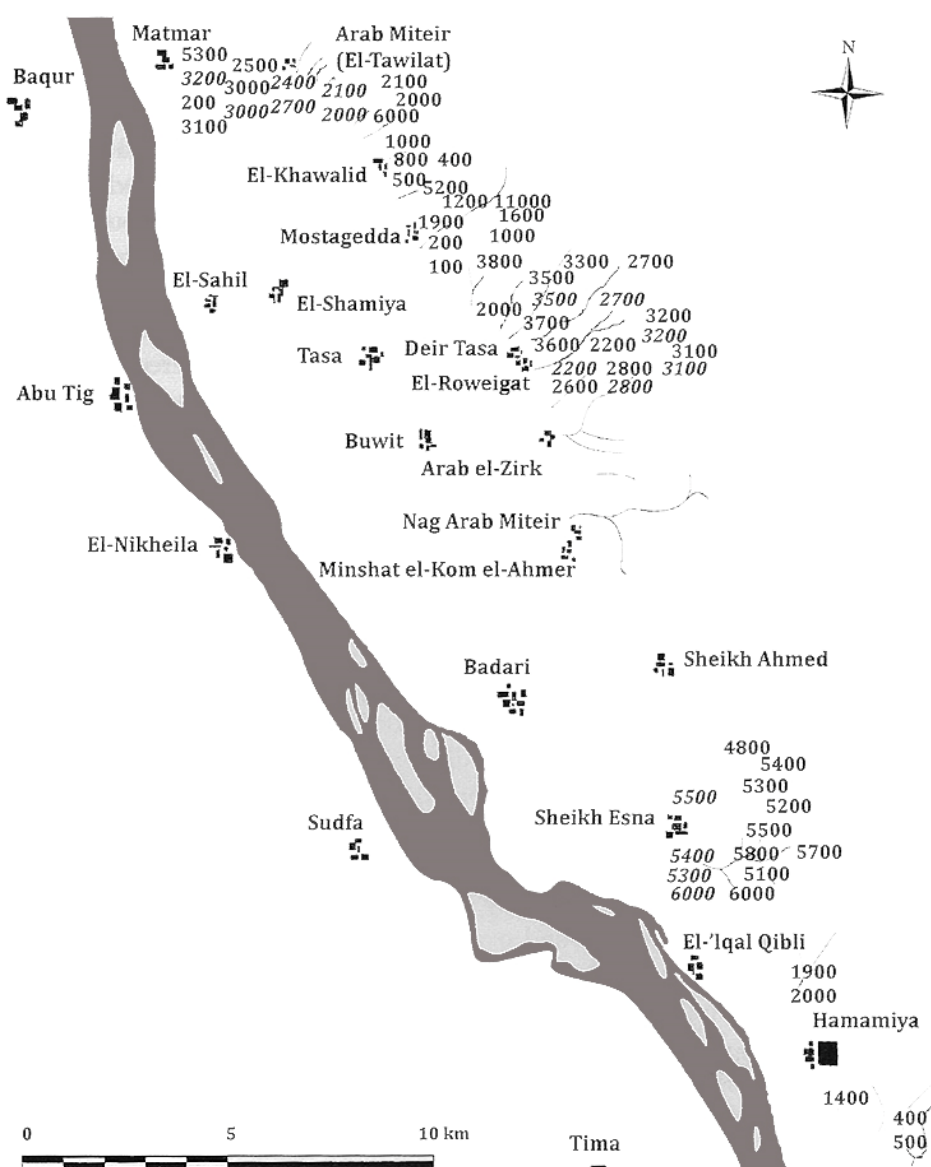 Matmar
Arab Miteir
(El-Tawilat)
N
Baqur
5300
2500
3200
3000
2400
2100
2100
200
3000
2700
2000
2000
6000
3100
1000
El-Khawalid
800
400
500
5200
1200
11000
1600
Mostagedda
1900
200
1000
100
3800
3300
2700
El-Sahil
3500
El-Shamiya
2000
3500
2700
3700
3200
Tasa
Deir Tasa
3600
2200
3200
3100
El-Roweigat
2200
2800
3100
2600
2800
Abu Tig
Buwit
Arab el-Zirk
Nag Arab Miteir
El-Nikheila
Minshat el-Kom el-Ahmer
Badari
Sheikh Ahmed
4800
5400
5300
5500
5200
Sudfa
Sheikh Esna
5500
5400
5800
5700
5300
5100
6000
6000
El-'Iqal Qibli
1900
2000
Hamamiya
1400
400
500
0
5
10 km
Tima